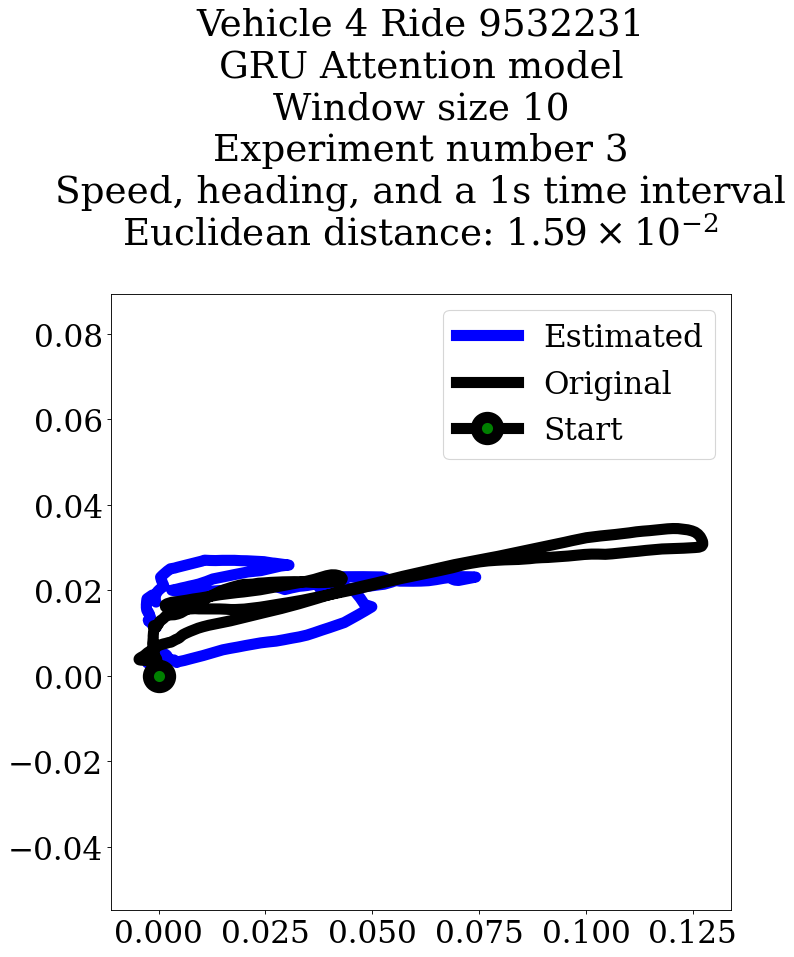 Vehicle 4 Ride 9532231
GRU Attention model
Window size 10
Experiment number 3
Speed, heading, and a 1s time interval
Euclidean distance: 1.59 × 10⁻²
Estimated
Original
Start
0.08
0.06
0.04
0.02
0.00
−0.02
−0.04
0.000 0.025 0.050 0.075 0.100 0.125